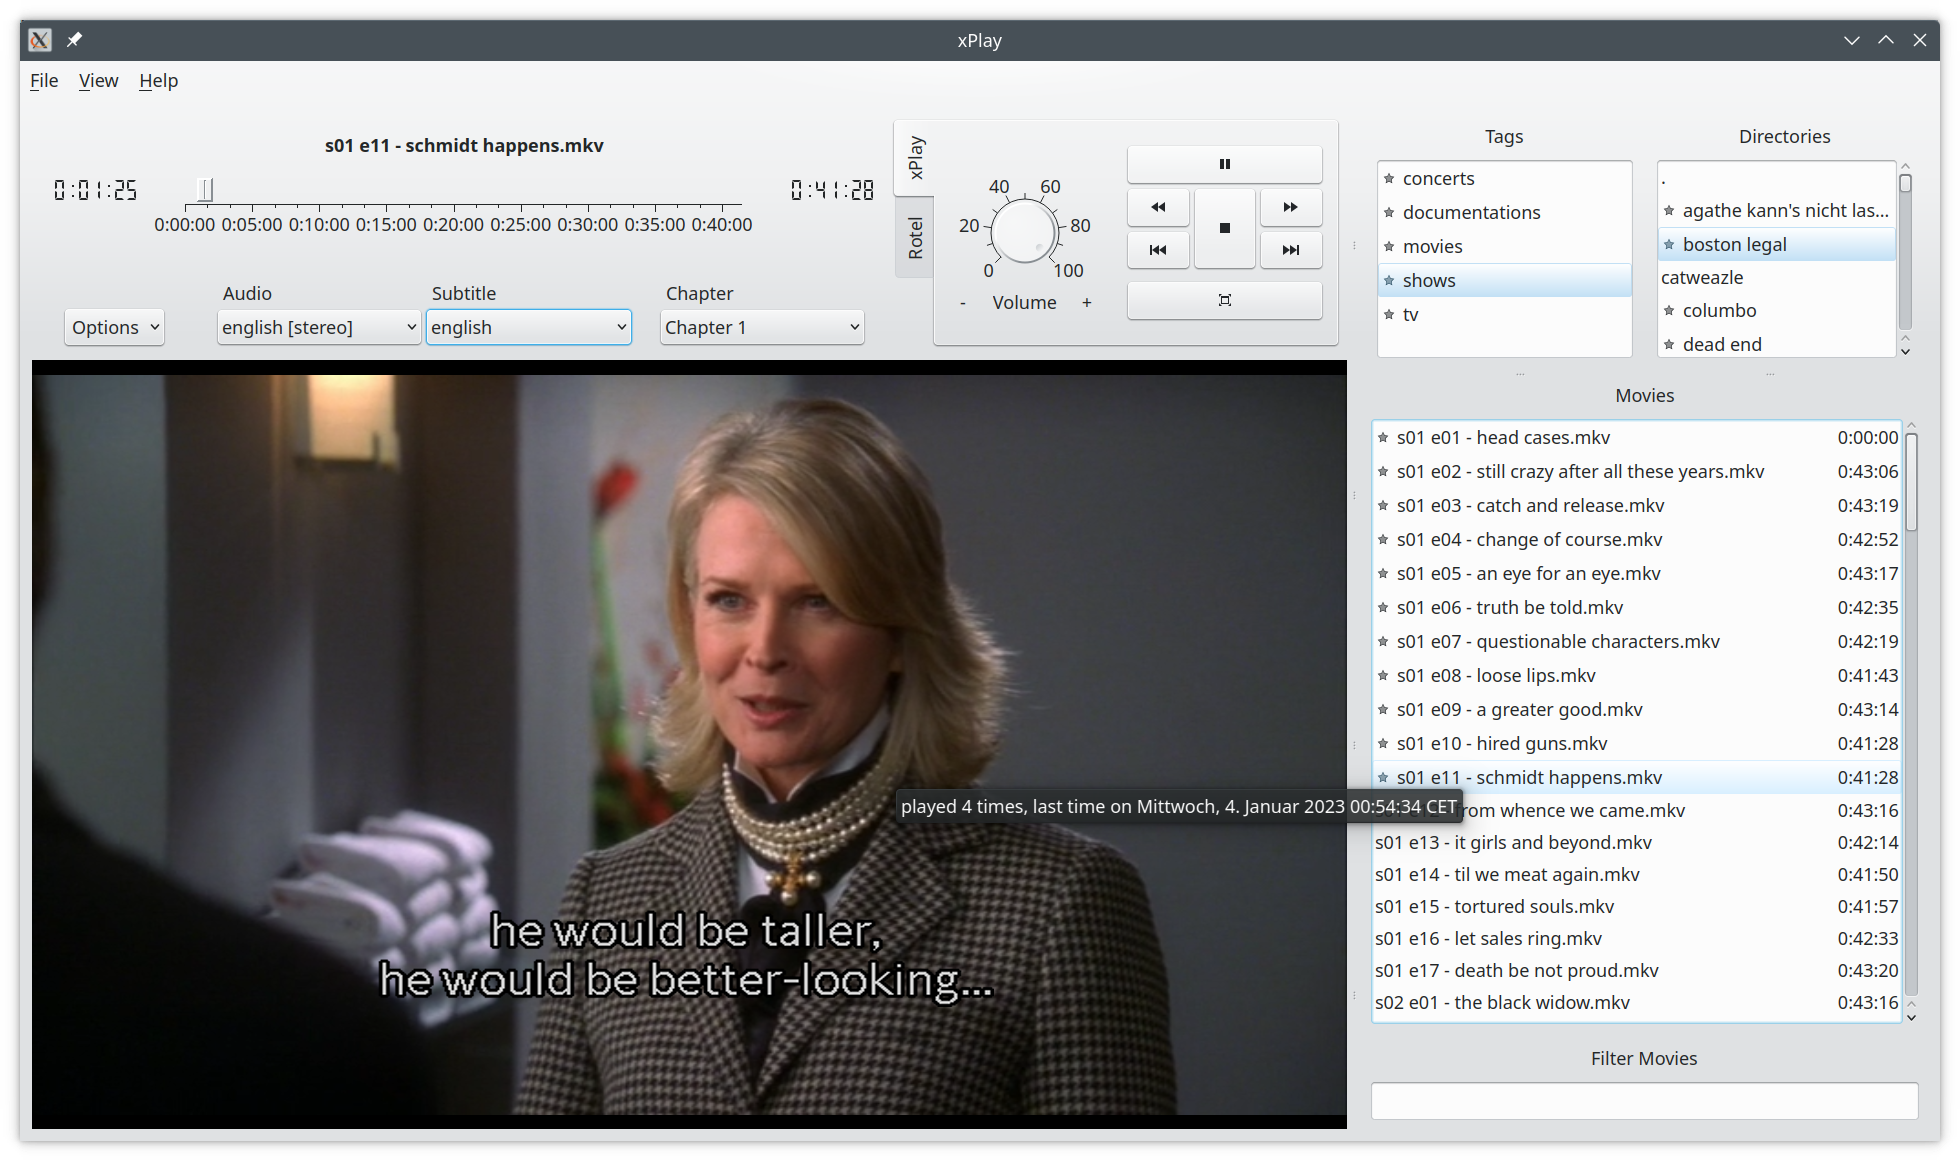 xPlay
File View Help
s01 e11 - schmidt happens.mkv
0:01:25
0:41:28
0:00:00 0:05:00 0:10:00 0:15:00 0:20:00 0:25:00 0:30:00 0:35:00 0:40:00
Audio Subtitle Chapter
Options english [stereo] english Chapter 1
xPlay
Rotel
40 60
20 80
0 100
- Volume +
Tags
concerts
documentations
movies
shows
tv
Directories
.
agathe kann's nicht las...
boston legal
catweazle
columbo
dead end
Movies
s01 e01 - head cases.mkv 0:00:00
s01 e02 - still crazy after all these years.mkv 0:43:06
s01 e03 - catch and release.mkv 0:43:19
s01 e04 - change of course.mkv 0:42:52
s01 e05 - an eye for an eye.mkv 0:43:17
s01 e06 - truth be told.mkv 0:42:35
s01 e07 - questionable characters.mkv 0:42:19
s01 e08 - loose lips.mkv 0:41:43
s01 e09 - a greater good.mkv 0:43:14
s01 e10 - hired guns.mkv 0:41:28
s01 e11 - schmidt happens.mkv 0:41:28
played 4 times, last time on Mittwoch, 4. Januar 2023 00:54:34 CET
s01 e12 - from whence we came.mkv 0:43:16
s01 e13 - it girls and beyond.mkv 0:42:14
s01 e14 - til we meat again.mkv 0:41:50
s01 e15 - tortured souls.mkv 0:41:57
s01 e16 - let sales ring.mkv 0:42:33
s01 e17 - death be not proud.mkv 0:43:20
s02 e01 - the black widow.mkv 0:43:16
Filter Movies
he would be taller,
he would be better-looking...